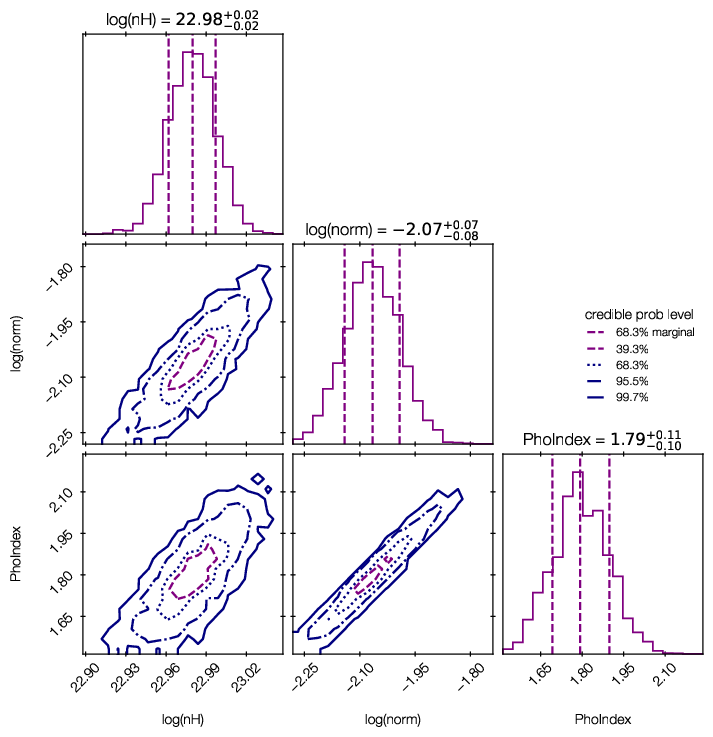 log(nH) = 22.98+0.02−0.02
log(norm) = −2.07+0.07−0.08
−1.80
−1.95
−2.10
−2.25
log(norm)
credible prob level
68.3% marginal
39.3%
68.3%
95.5%
99.7%
PhoIndex = 1.79+0.11−0.10
2.10
1.95
1.80
1.65
PhoIndex
22.90 22.93 22.96 22.99 23.02
−2.25 −2.10 −1.95 −1.80
1.65 1.80 1.95 2.10
log(nH)
log(norm)
PhoIndex